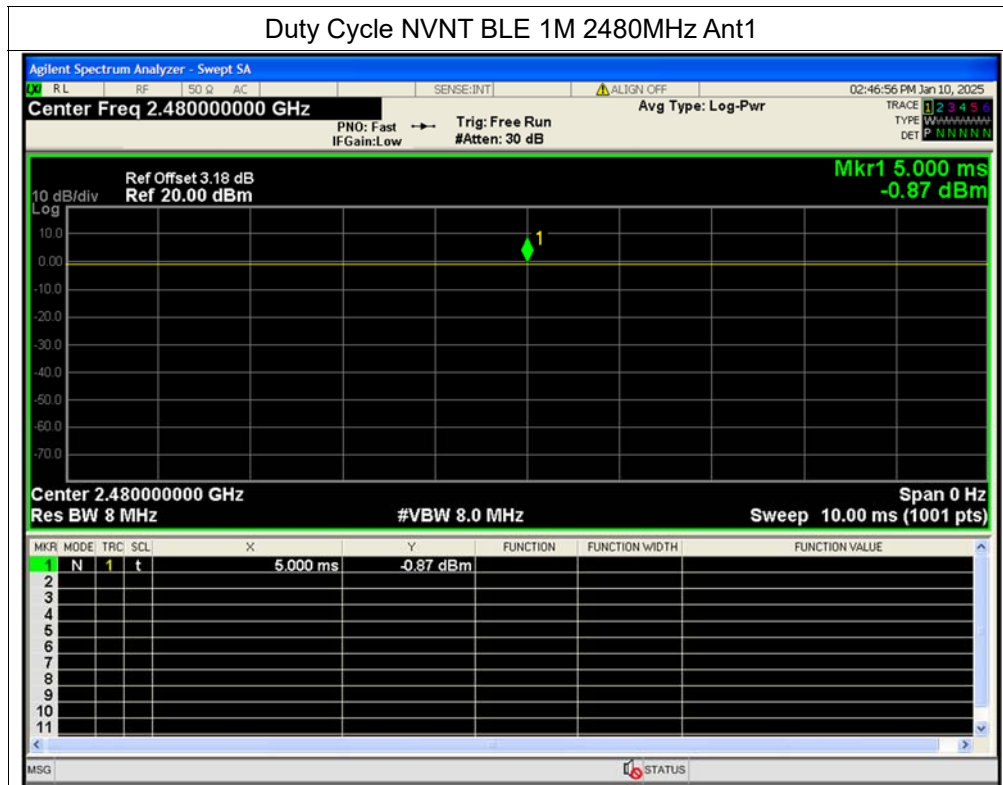 Duty Cycle NVNT BLE 1M 2480MHz Ant1
Agilent Spectrum Analyzer - Swept SA
RL RF 50 Ω AC SENSE:INT ALIGN OFF 02:46:56 PM Jan 10, 2025
Center Freq 2.480000000 GHz Avg Type: Log-Pwr TRACE 1 2 3 4 5 6
PNO: Fast Trig: Free Run TYPE WWWWWW
IFGain:Low #Atten: 30 dB DET P N N N N N
Mkr1 5.000 ms
Ref Offset 3.18 dB
10 dB/div Ref 20.00 dBm -0.87 dBm
Log
10.0
1
0.00
-10.0
-20.0
-30.0
-40.0
-50.0
-60.0
-70.0
Center 2.480000000 GHz Span 0 Hz
Res BW 8 MHz #VBW 8.0 MHz Sweep 10.00 ms (1001 pts)
MKR MODE TRC SCL X Y FUNCTION FUNCTION WIDTH FUNCTION VALUE
1 N 1 t 5.000 ms -0.87 dBm
2
3
4
5
6
7
8
9
10
11
MSG STATUS